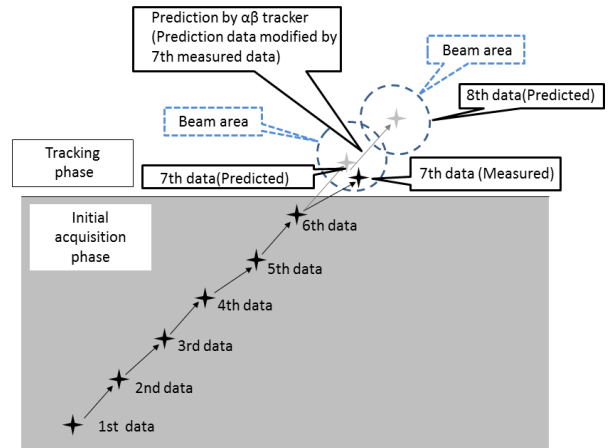 Prediction by αβ tracker
(Prediction data modified by
7th measured data)
Beam area
Beam area
8th data(Predicted)
Tracking
phase
7th data(Predicted)
7th data (Measured)
Initial
acquisition
phase
6th data
5th data
4th data
3rd data
2nd data
1st data